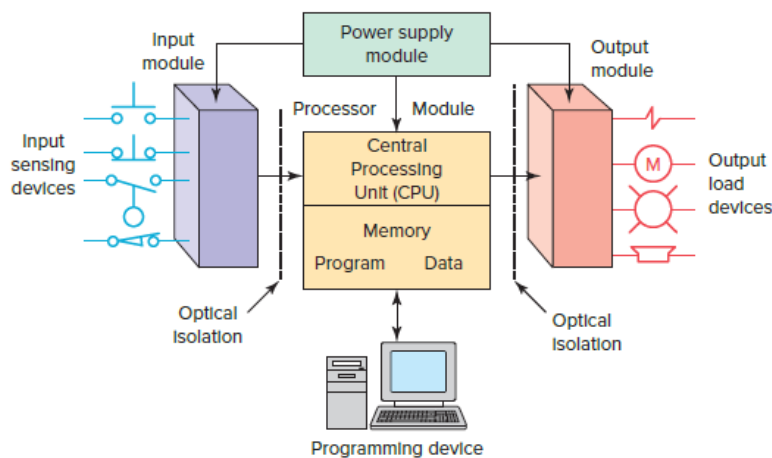 Power supply
module
Input
module
Output
module
Processor
Module
Input
sensing
devices
Central
Processing
Unit (CPU)
Memory
Program
Data
M
Output
load
devices
Optical
isolation
Optical
isolation
Programming device